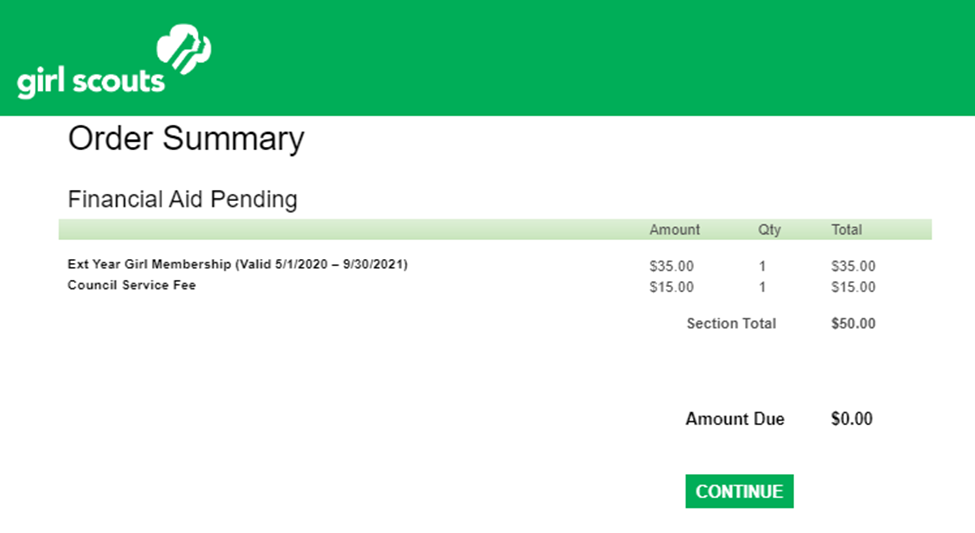 girl scouts
Order Summary
Financial Aid Pending
Amount Qty Total
Ext Year Girl Membership (Valid 5/1/2020 – 9/30/2021) $35.00 1 $35.00
Council Service Fee $15.00 1 $15.00
Section Total $50.00
Amount Due $0.00
CONTINUE